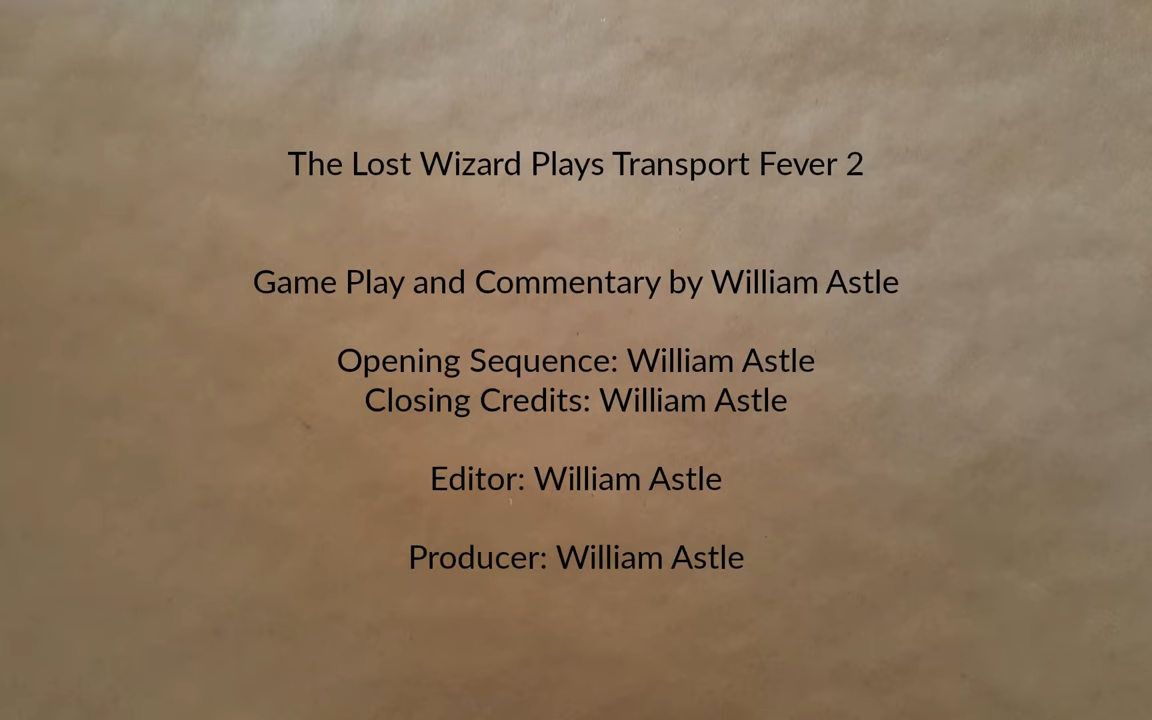 The Lost Wizard Plays Transport Fever 2
Game Play and Commentary by William Astle
Opening Sequence: William Astle
Closing Credits: William Astle
Editor: William Astle
Producer: William Astle